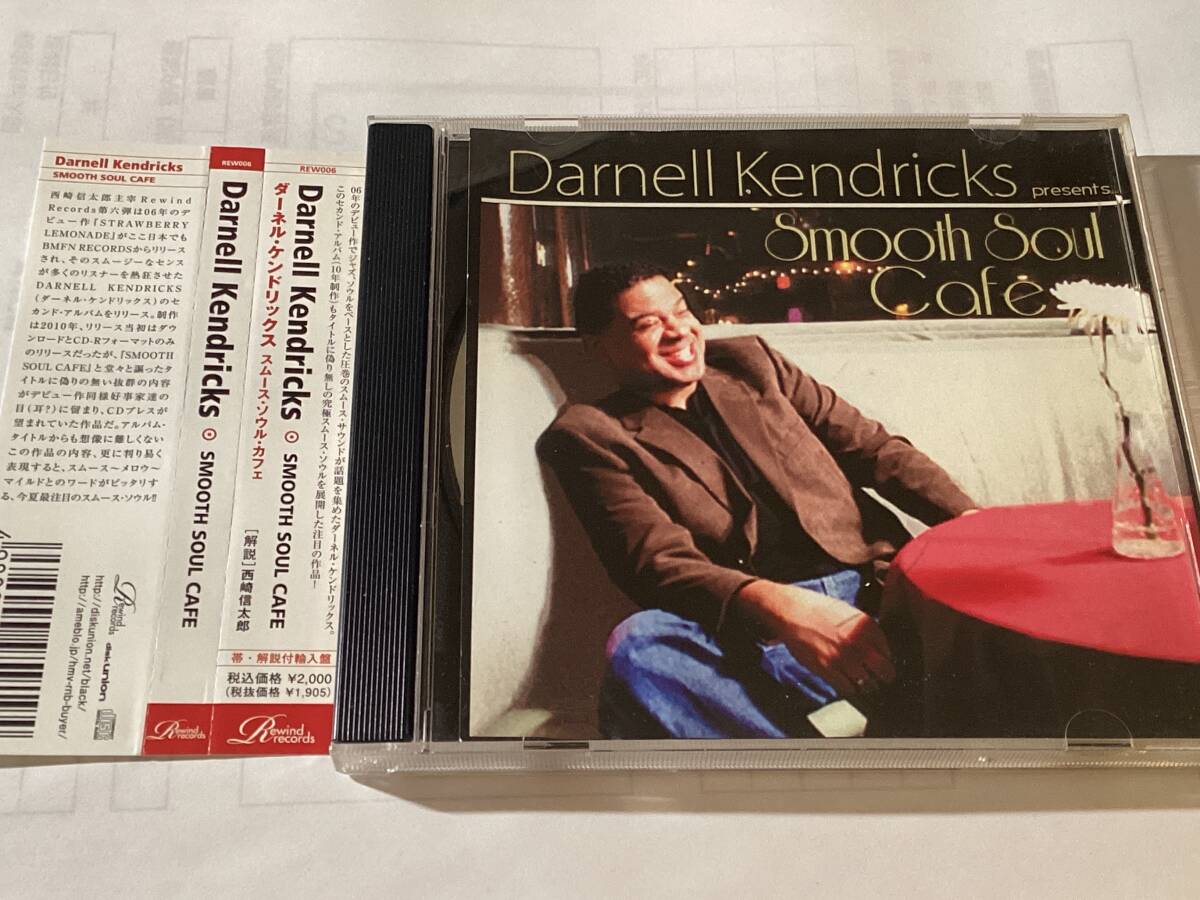 Darnell Kendricks
SMOOTH SOUL CAFE
西崎信太郎主宰Rewind
Records第六弾は06年のデ
ビュー作『STRAWBERRY
LEMONADE』がここ日本でも
BMFN RECORDSからリリース
され、そのスムージーなセンス
が多くのリスナーを熱狂させた
DARNELL KENDRICKS
(ダーネル・ケンドリックス)のセ
カンド・アルバムをリリース。制作
は2010年、リリース当初はダウ
ンロードとCD-Rフォーマットのみ
のリリースだったが、『SMOOTH
SOUL CAFE』と堂々と謳ったタ
イトルに偽りの無い抜群の内容
がデビュー作同様好事家達の
目(耳?)に留まり、CDプレスが
望まれていた作品だ。アルバム・
タイトルからも想像に難しくない
この作品の内容、更に判り易く
表現すると、スムース〜メロウ〜
マイルドとのワードがピッタリす
る、今夏最注目のスムース・ソウル!!
Rewind records
http://diskunion.net/black/
http://ameblo.jp/hmv-rnb-buyer/
disk union
REW006
Darnell Kendricks SMOOTH SOUL CAFE
Rewind records
REW006
06年のデビュー作でジャズ、ソウルをベースとした圧巻のスムース・サウンドが話題を集めたダーネル・ケンドリックス。
このセカンド・アルバム(10年制作)もタイトルに偽り無しの究極スムース・ソウルを展開した注目の作品!
Darnell Kendricks SMOOTH SOUL CAFE
ダーネル・ケンドリックス スムース・ソウル・カフェ
[解説]西崎信太郎
帯・解説付輸入盤
税込価格 ¥2,000
(税抜価格 ¥1,905)
Rewind records
Darnell Kendricks presents...
Smooth Soul
Cafe